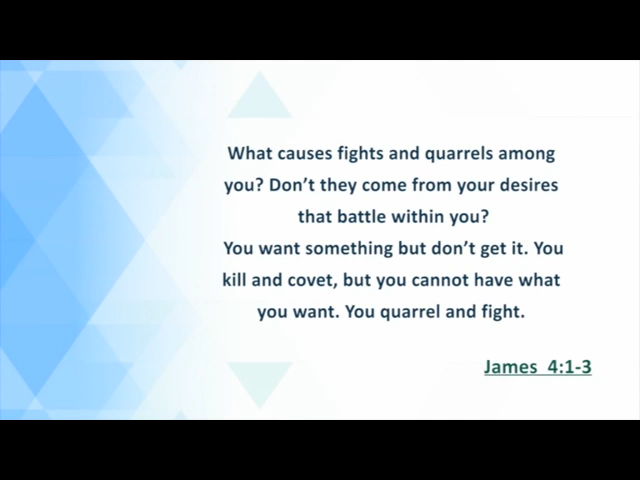 What causes fights and quarrels among
you? Don’t they come from your desires
that battle within you?
You want something but don’t get it. You
kill and covet, but you cannot have what
you want. You quarrel and fight.
James  4:1-3